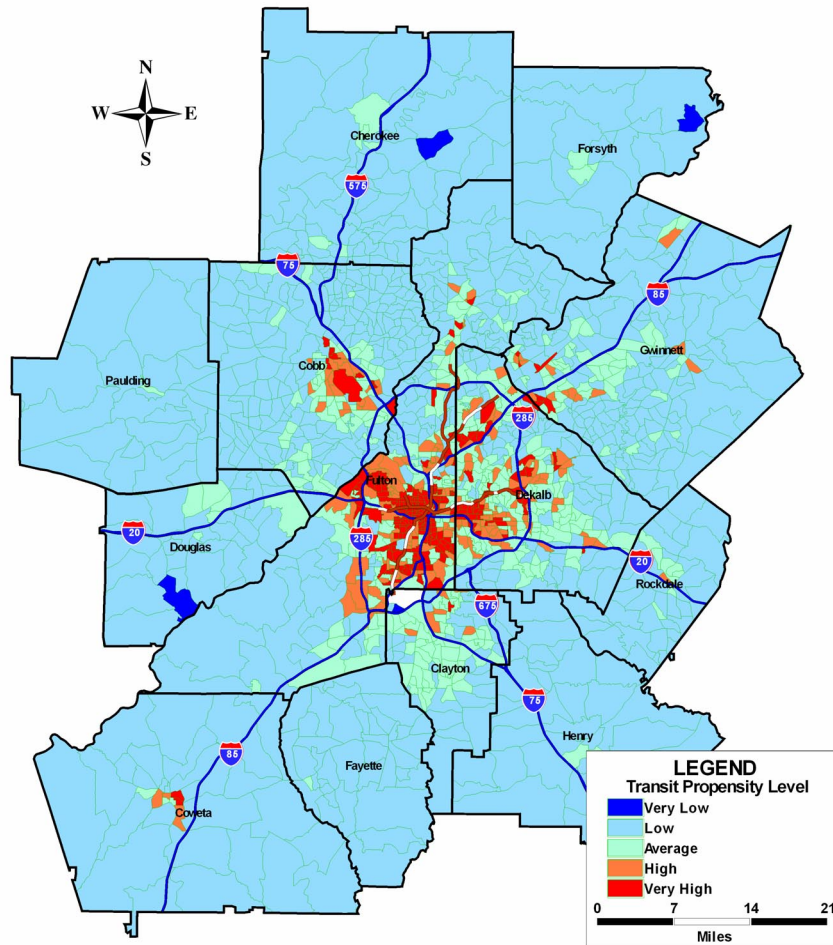 N
W E
S
Cherokee
Forsyth
575
75
85
Gwinnett
Cobb
Paulding
285
Fulton
Dekalb
20
Douglas
285
20
Rockdale
675
Clayton
75
Henry
85
Fayette
Coweta
LEGEND
Transit Propensity Level
Very Low
Low
Average
High
Very High
0 7 14 21
Miles